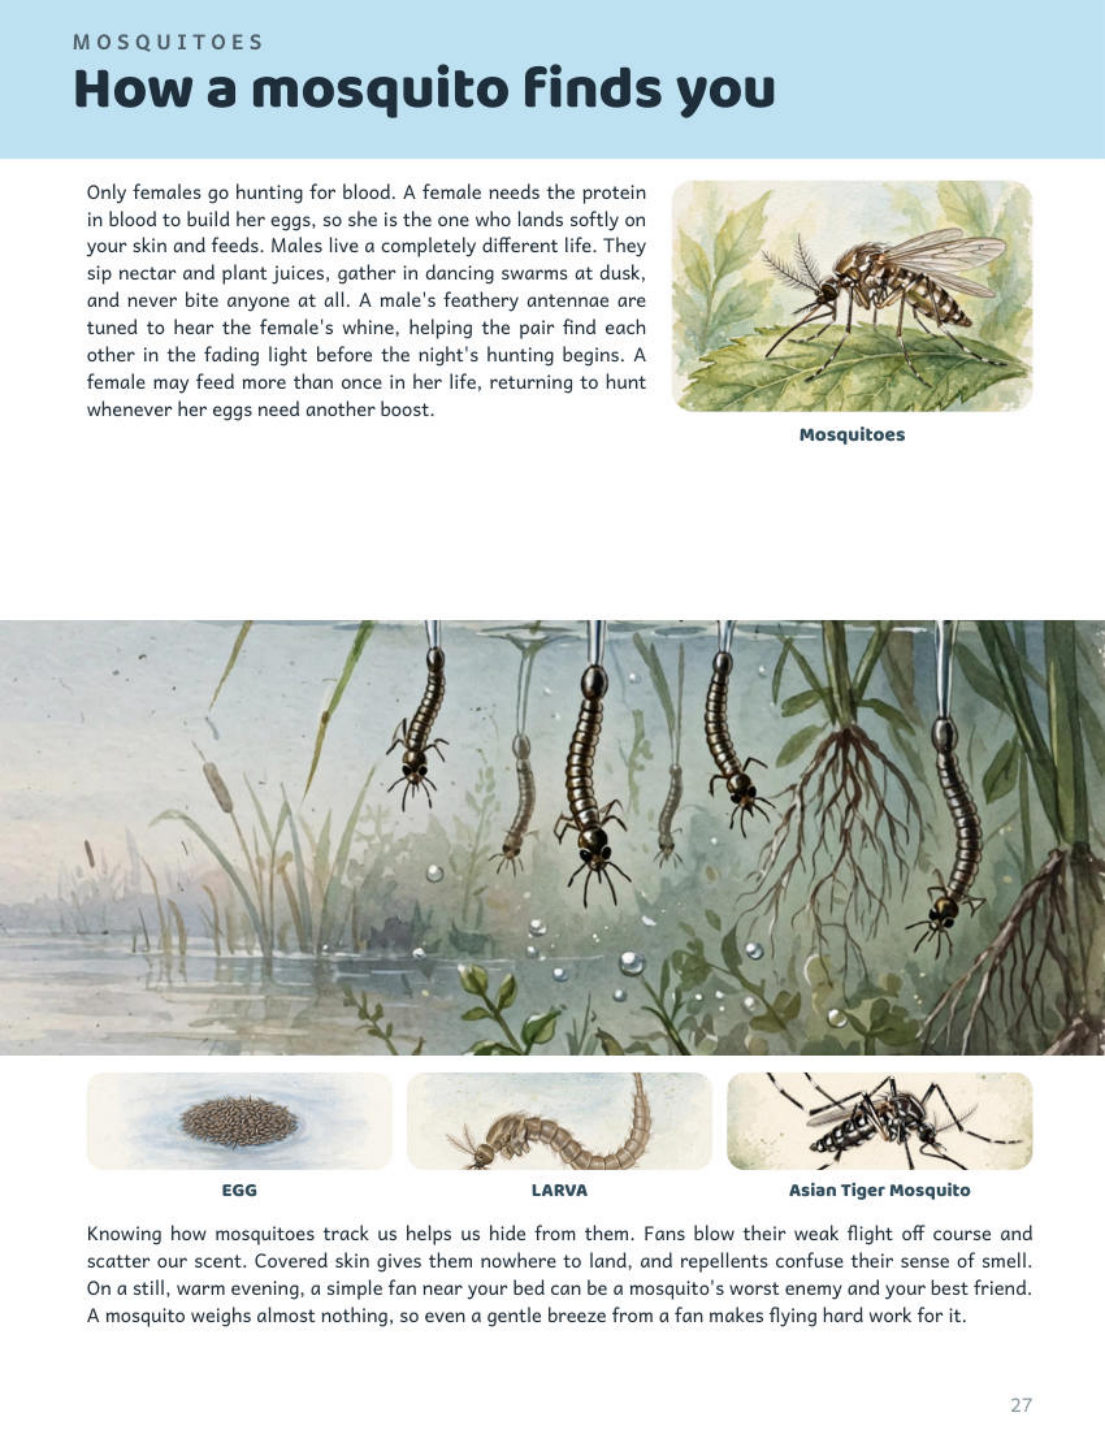 MOSQUITOES
How a mosquito finds you
Only females go hunting for blood. A female needs the protein
in blood to build her eggs, so she is the one who lands softly on
your skin and feeds. Males live a completely different life. They
sip nectar and plant juices, gather in dancing swarms at dusk,
and never bite anyone at all. A male's feathery antennae are
tuned to hear the female's whine, helping the pair find each
other in the fading light before the night's hunting begins. A
female may feed more than once in her life, returning to hunt
whenever her eggs need another boost.
Mosquitoes
EGG
LARVA
Asian Tiger Mosquito
Knowing how mosquitoes track us helps us hide from them. Fans blow their weak flight off course and
scatter our scent. Covered skin gives them nowhere to land, and repellents confuse their sense of smell.
On a still, warm evening, a simple fan near your bed can be a mosquito's worst enemy and your best friend.
A mosquito weighs almost nothing, so even a gentle breeze from a fan makes flying hard work for it.
27